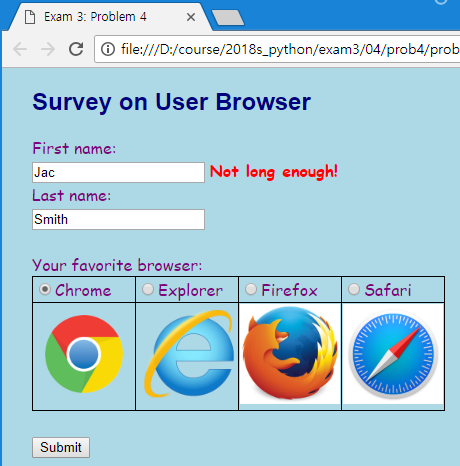 Exam 3: Problem 4
file:///D:/course/2018s_python/exam3/04/prob4/prob
Survey on User Browser
First name:
Jac Not long enough!
Last name:
Smith
Your favorite browser:
Chrome Explorer Firefox Safari
Submit